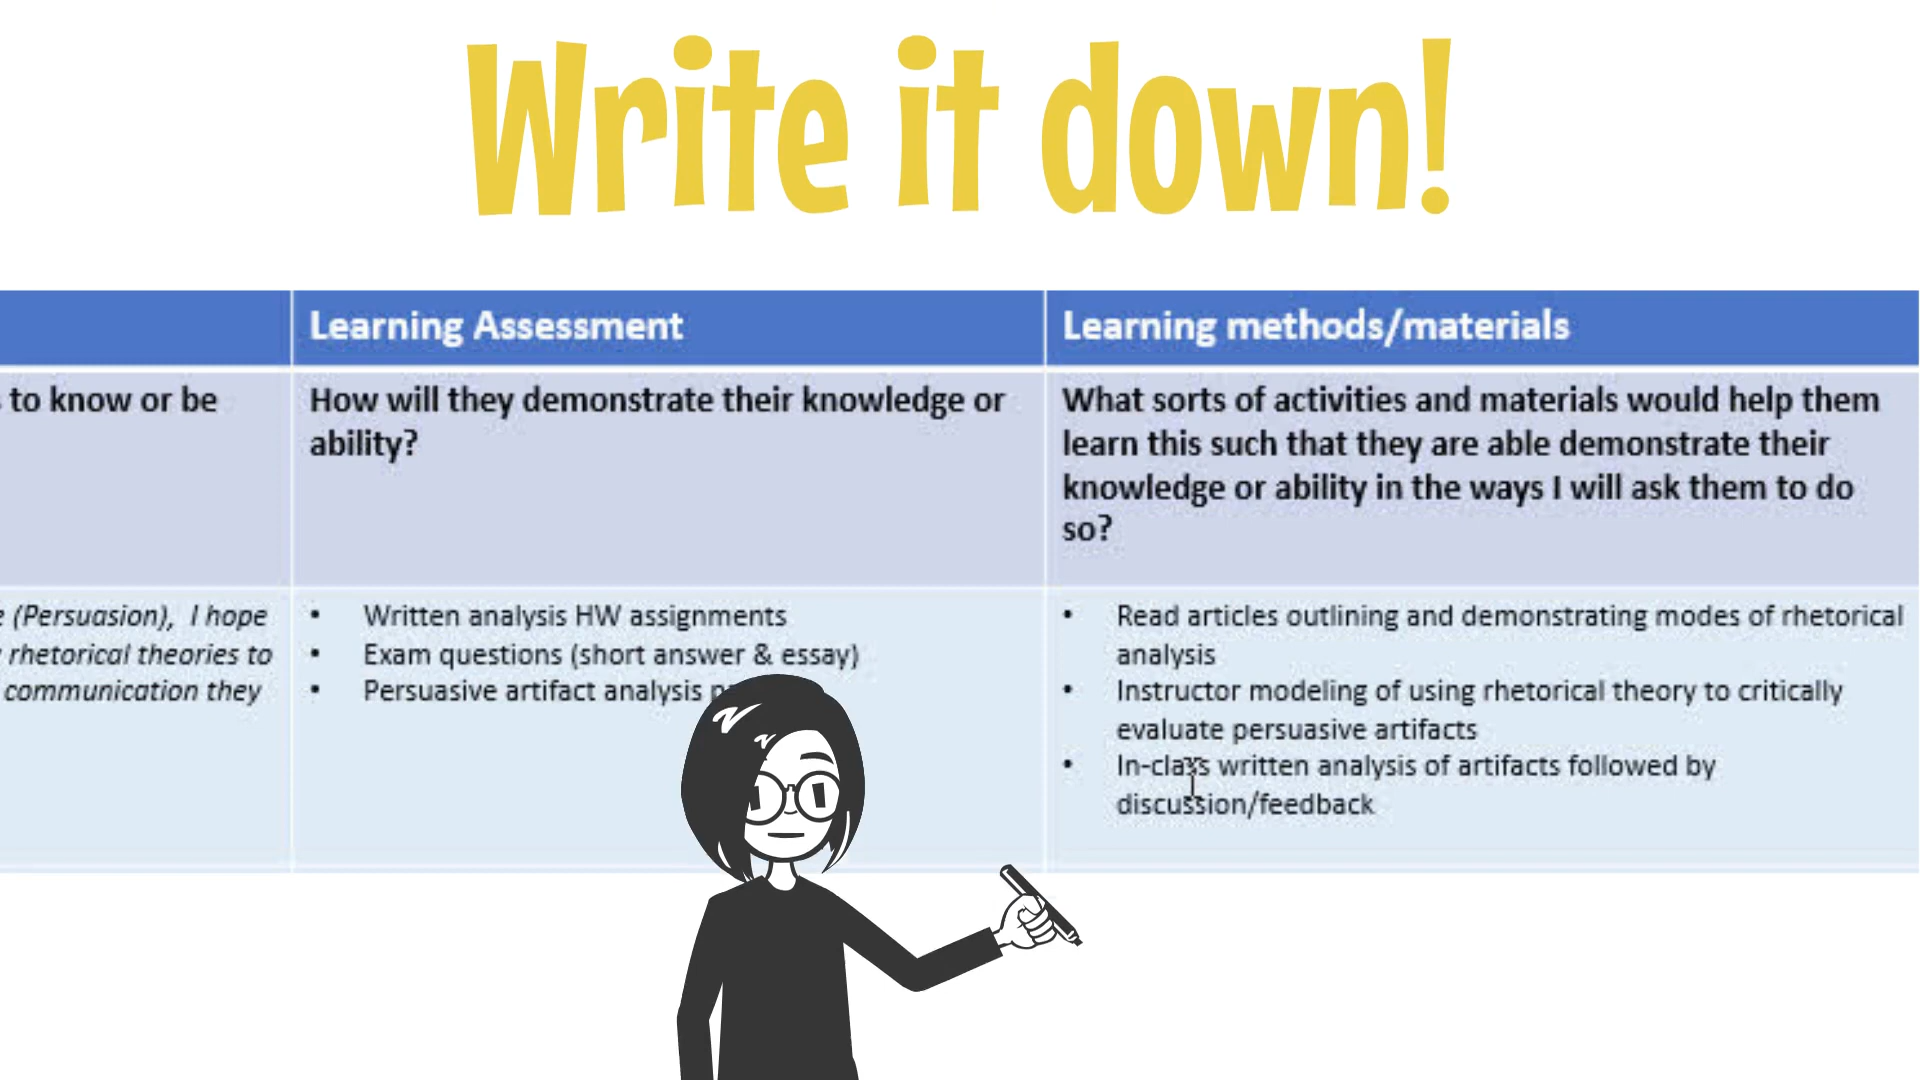 Write it down!
Learning Assessment
Learning methods/materials
to know or be
How will they demonstrate their knowledge or
ability?
What sorts of activities and materials would help them
learn this such that they are able demonstrate their
knowledge or ability in the ways I will ask them to do
so?
(Persuasion), I hope
rhetorical theories to
communication they
• Written analysis HW assignments
• Exam questions (short answer & essay)
• Persuasive artifact analysis
• Read articles outlining and demonstrating modes of rhetorical
analysis
• Instructor modeling of using rhetorical theory to critically
evaluate persuasive artifacts
• In-class written analysis of artifacts followed by
discussion/feedback